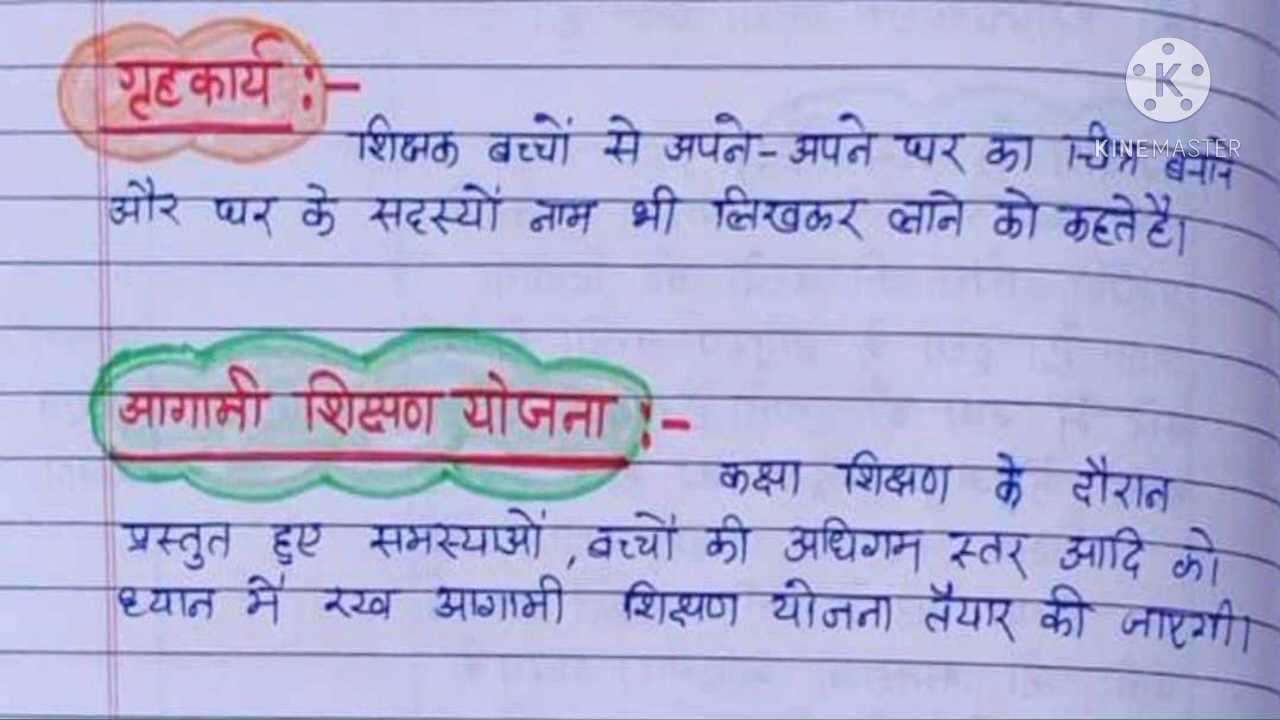 गृहकार्य :-
शिक्षक बच्चों से अपने-अपने घर का चित्र बनाने
और घर के सदस्यों नाम भी लिखकर लाने को कहते है।
आगामी शिक्षण योजना :-
कक्षा शिक्षण के दौरान
प्रस्तुत हुए समस्याओं, बच्चों की अधिगम स्तर आदि को
ध्यान में रख आगामी शिक्षण योजना तैयार की जाएगी।
K
KINEMASTER